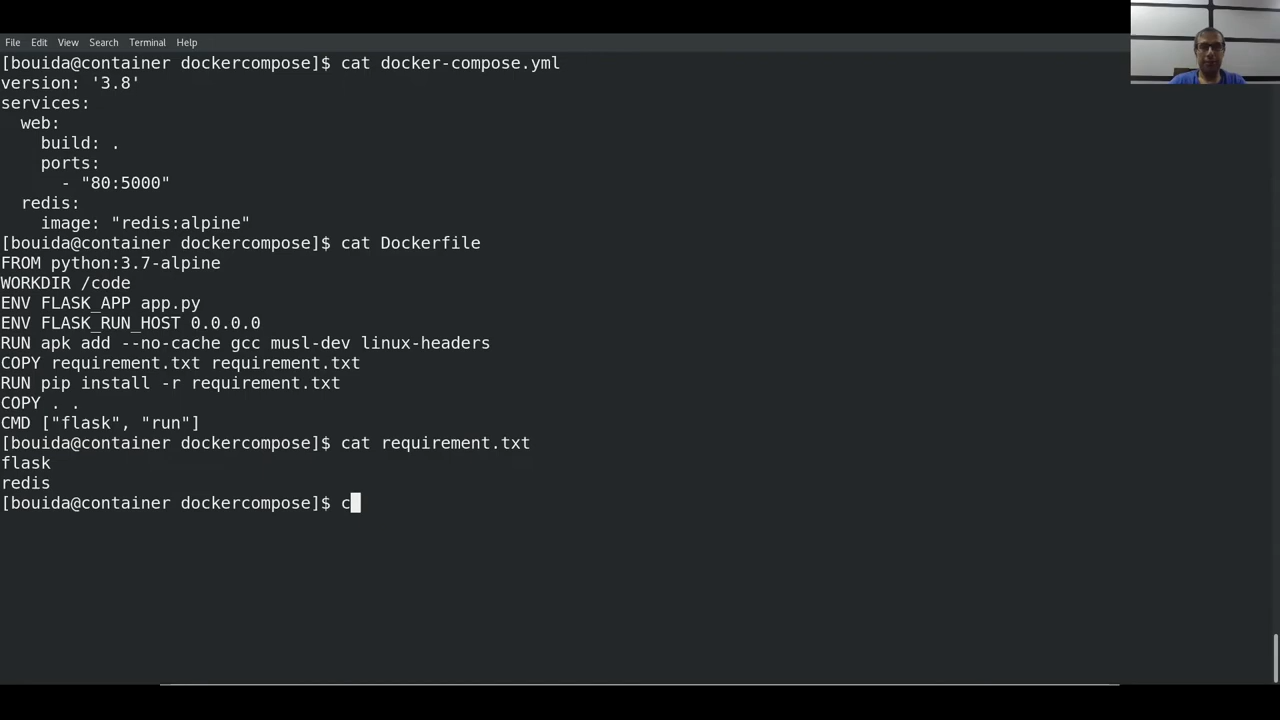 File Edit View Search Terminal Help
[bouida@container dockercompose]$ cat docker-compose.yml
version: '3.8'
services:
  web:
    build: .
    ports:
      - "80:5000"
  redis:
    image: "redis:alpine"
[bouida@container dockercompose]$ cat Dockerfile
FROM python:3.7-alpine
WORKDIR /code
ENV FLASK_APP app.py
ENV FLASK_RUN_HOST 0.0.0.0
RUN apk add --no-cache gcc musl-dev linux-headers
COPY requirement.txt requirement.txt
RUN pip install -r requirement.txt
COPY . .
CMD ["flask", "run"]
[bouida@container dockercompose]$ cat requirement.txt
flask
redis
[bouida@container dockercompose]$ c